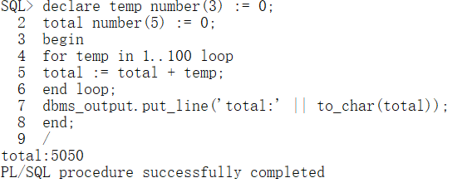 SQL> declare temp number(3) := 0;
2 total number(5) := 0;
3 begin
4 for temp in 1..100 loop
5 total := total + temp;
6 end loop;
7 dbms_output.put_line('total:' || to_char(total));
8 end;
9 /
total:5050
PL/SQL procedure successfully completed